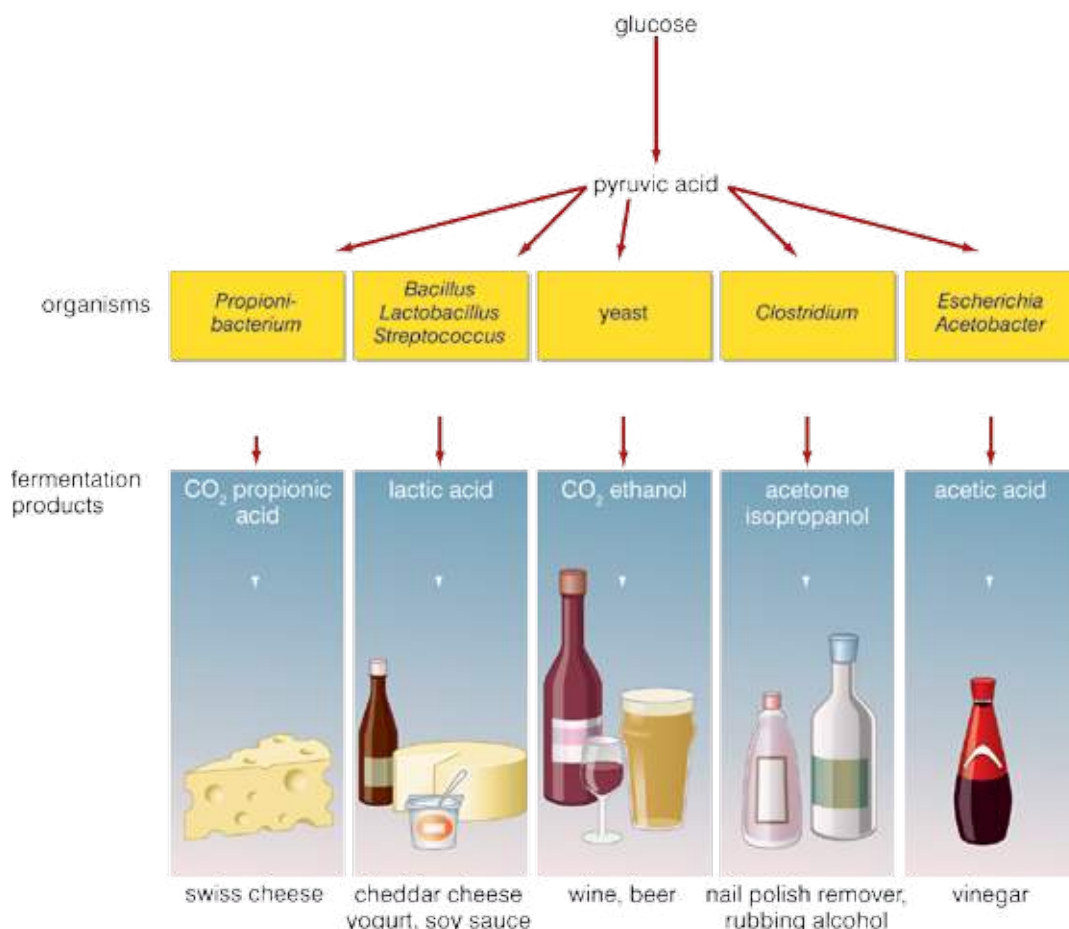 glucose
pyruvic acid
organisms
Propioni-
bacterium
Bacillus
Lactobacillus
Streptococcus
yeast
Clostridium
Escherichia
Acetobacter
fermentation
products
CO₂ propionic
acid
lactic acid
CO₂ ethanol
acetone
isopropanol
acetic acid
swiss cheese
cheddar cheese
yogurt, soy sauce
wine, beer
nail polish remover,
rubbing alcohol
vinegar